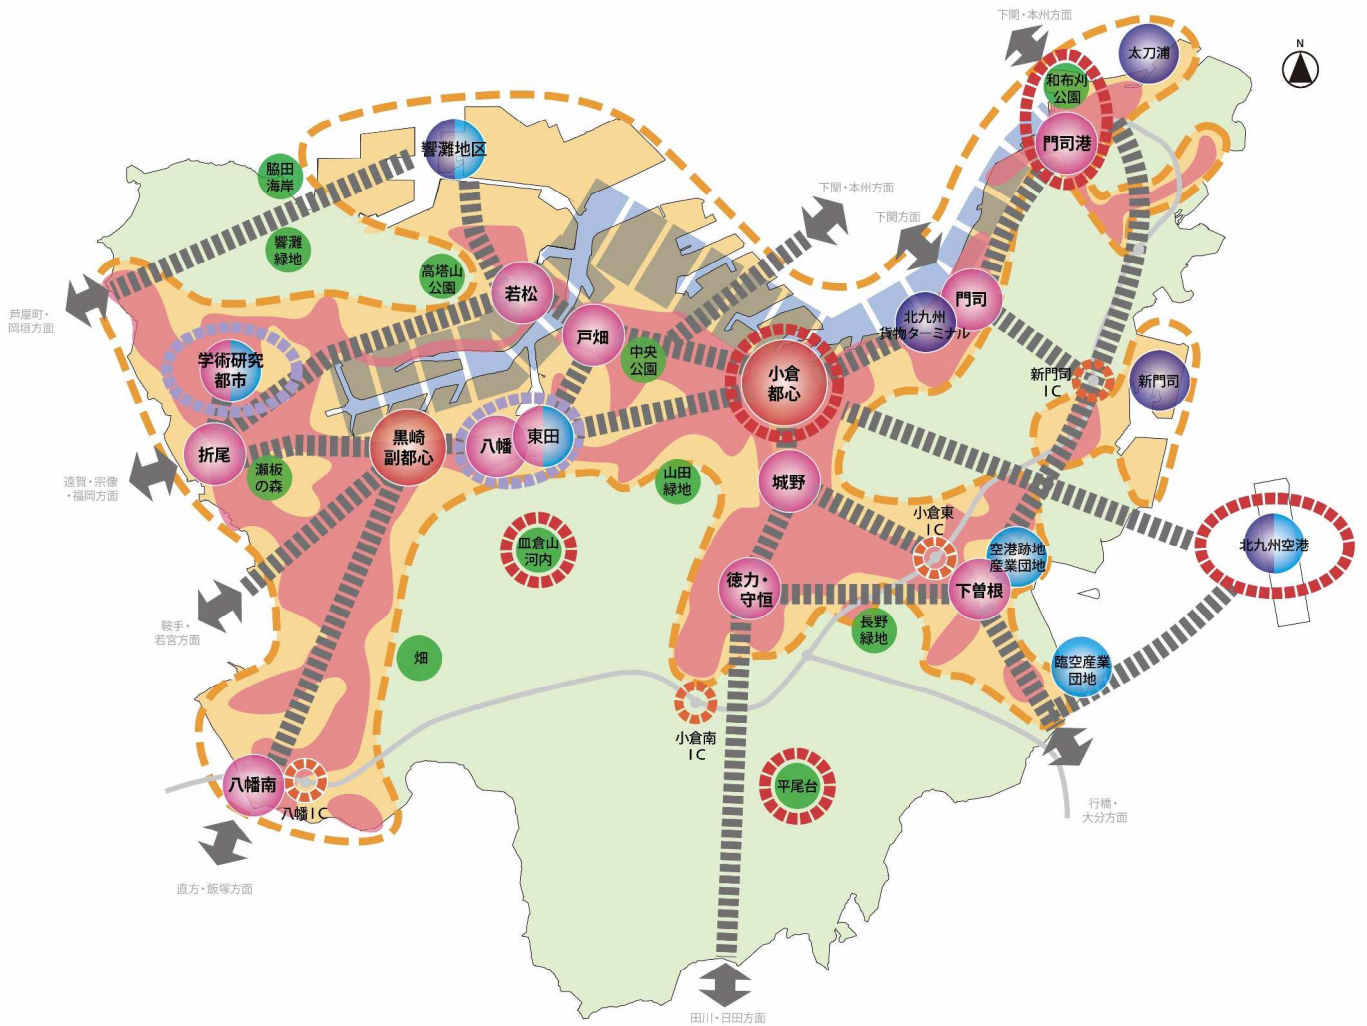 下関・本州方面
N
太刀浦
和布刈
公園
門司港
響灘地区
脇田
海岸
下関・本州方面
下関方面
響灘
緑地
高塔山
公園
若松
門司
芦屋町・
岡垣方面
北九州
貨物ターミナル
戸畑
中央
公園
学術研究
都市
小倉
都心
新門司
IC
新門司
黒崎
副都心
八幡
東田
折尾
瀬板
の森
山田
緑地
城野
遠賀・宗像
・福岡方面
小倉東
IC
皿倉山
河内
空港跡地
産業団地
北九州空港
徳力・
守恒
下曽根
鞍手・
若宮方面
長野
緑地
畑
臨空産業
団地
小倉南
IC
八幡南
八幡IC
平尾台
行橋・
大分方面
直方・飯塚方面
田川・日田方面